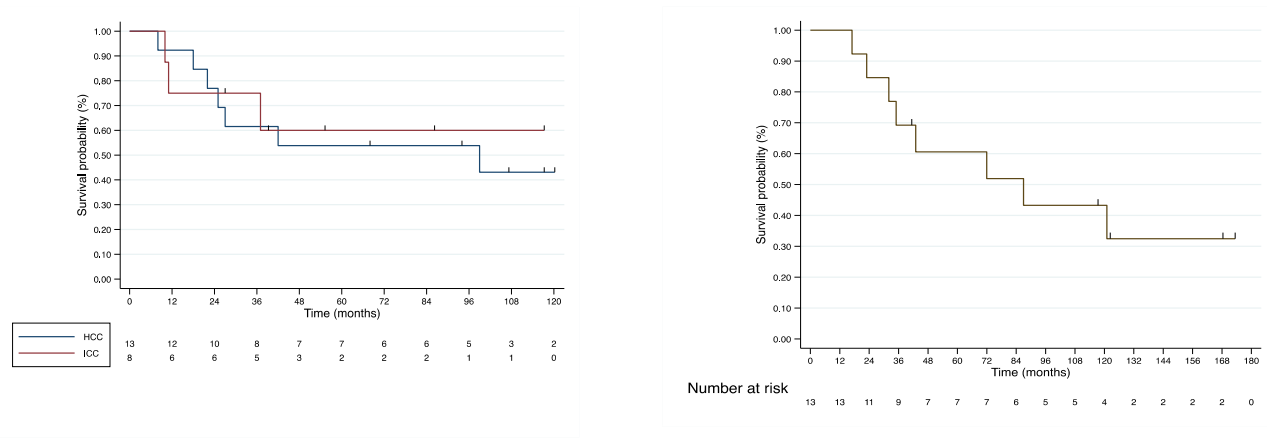 Survival probability (%)
1.00
0.90
0.80
0.70
0.60
0.50
0.40
0.30
0.20
0.10
0.00
0 12 24 36 48 60 72 84 96 108 120
Time (months)
HCC 13 12 10 8 7 7 6 6 5 3 2
ICC 8 6 6 5 3 2 2 2 1 1 0
Survival probability (%)
1.00
0.90
0.80
0.70
0.60
0.50
0.40
0.30
0.20
0.10
0.00
0 12 24 36 48 60 72 84 96 108 120 132 144 156 168 180
Time (months)
Number at risk
13 13 11 9 7 7 7 6 5 5 4 2 2 2 2 0